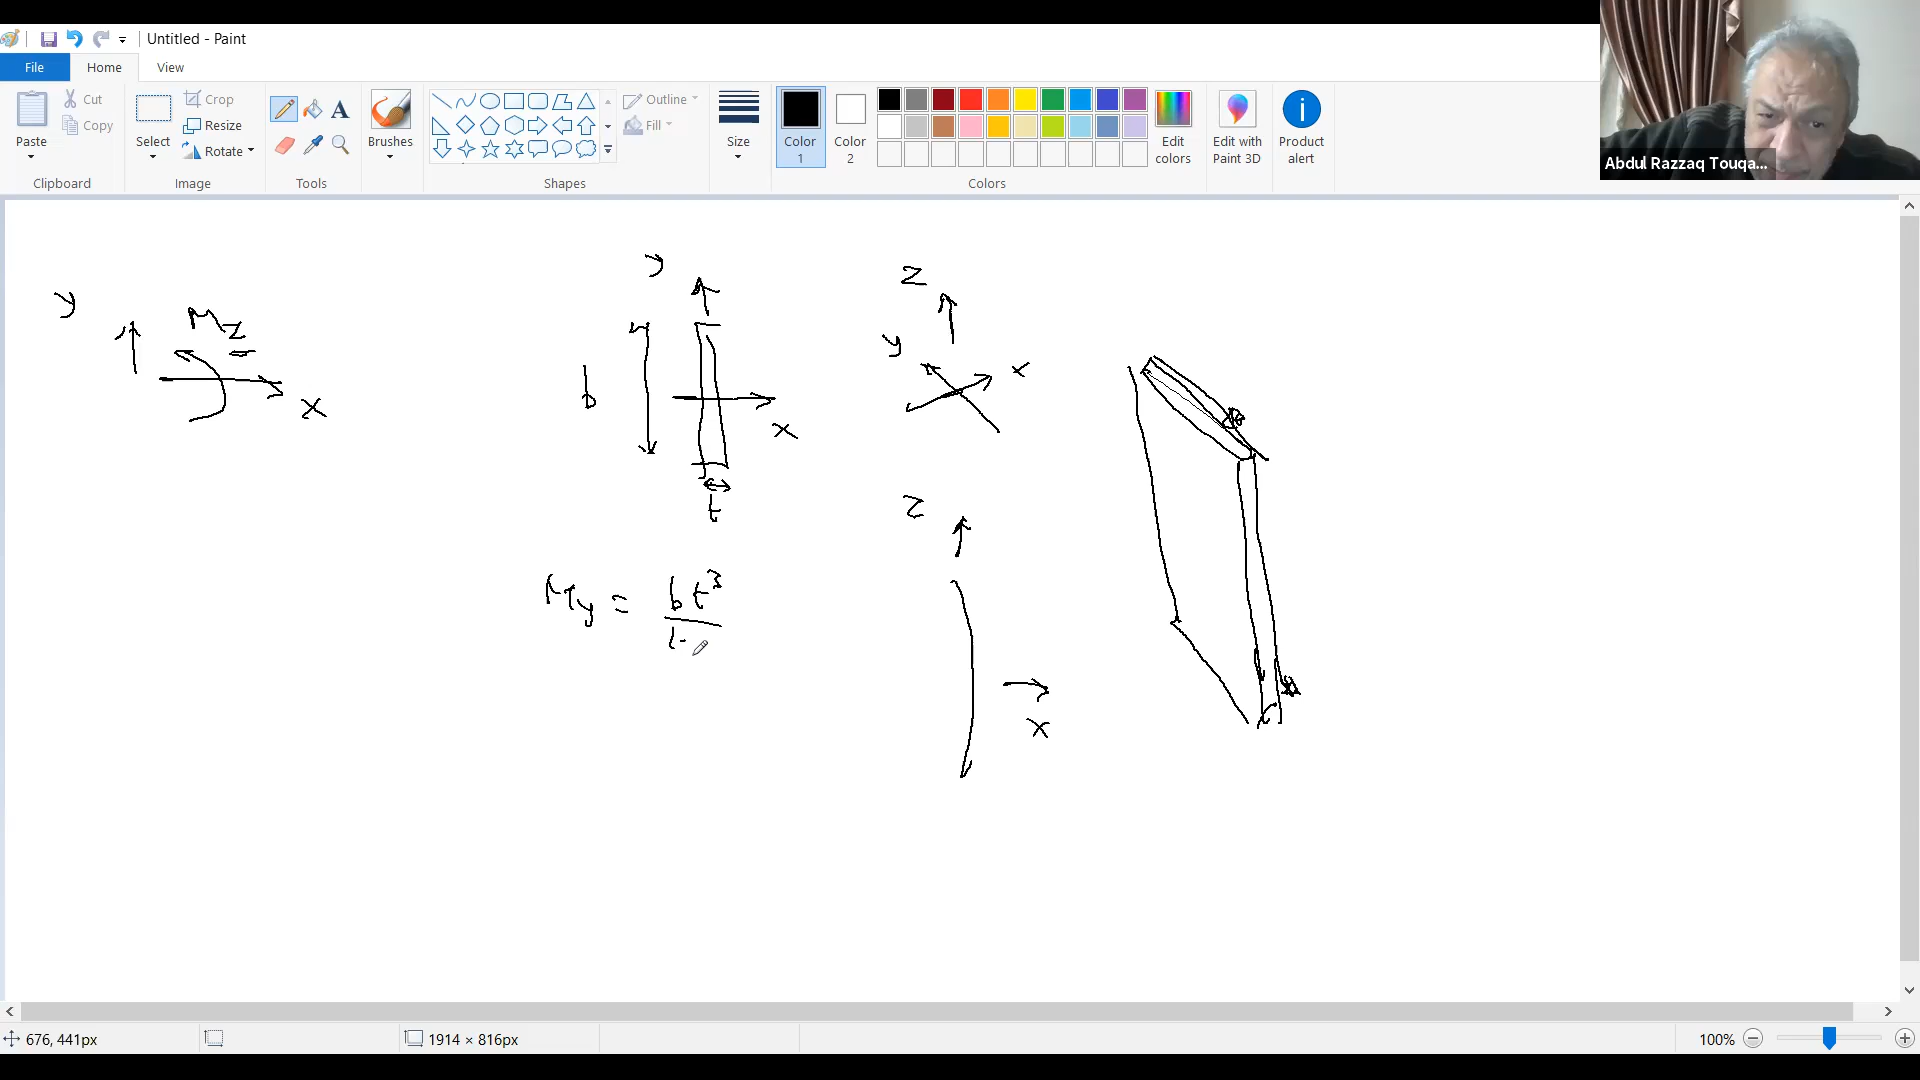 Untitled - Paint
File
Home
View
Paste
Cut
Copy
Clipboard
Select
Crop
Resize
Rotate
Image
Tools
Brushes
Outline
Fill
Shapes
Size
Color 1
Color 2
Edit colors
Colors
Edit with Paint 3D
Product alert
Abdul Razzaq Touqa...
y
Mz
x
y
b
x
t
z
y
x
z
x
bt³
676, 441px
1914 × 816px
100%